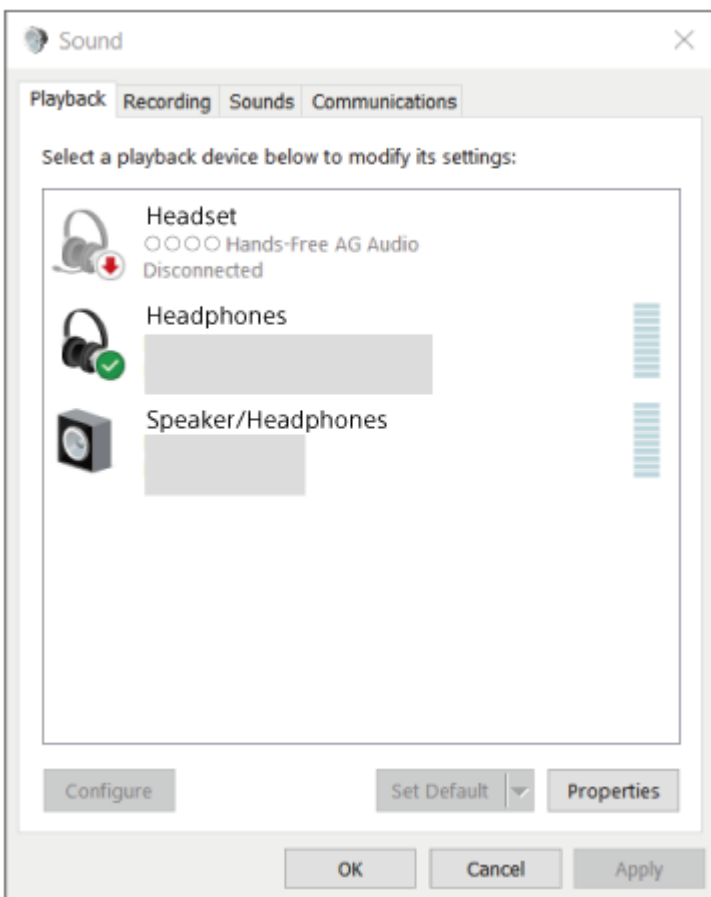 Sound
Playback Recording Sounds Communications
Select a playback device below to modify its settings:
Headset
○○○○ Hands-Free AG Audio
Disconnected
Headphones
Speaker/Headphones
Configure Set Default Properties
OK Cancel Apply